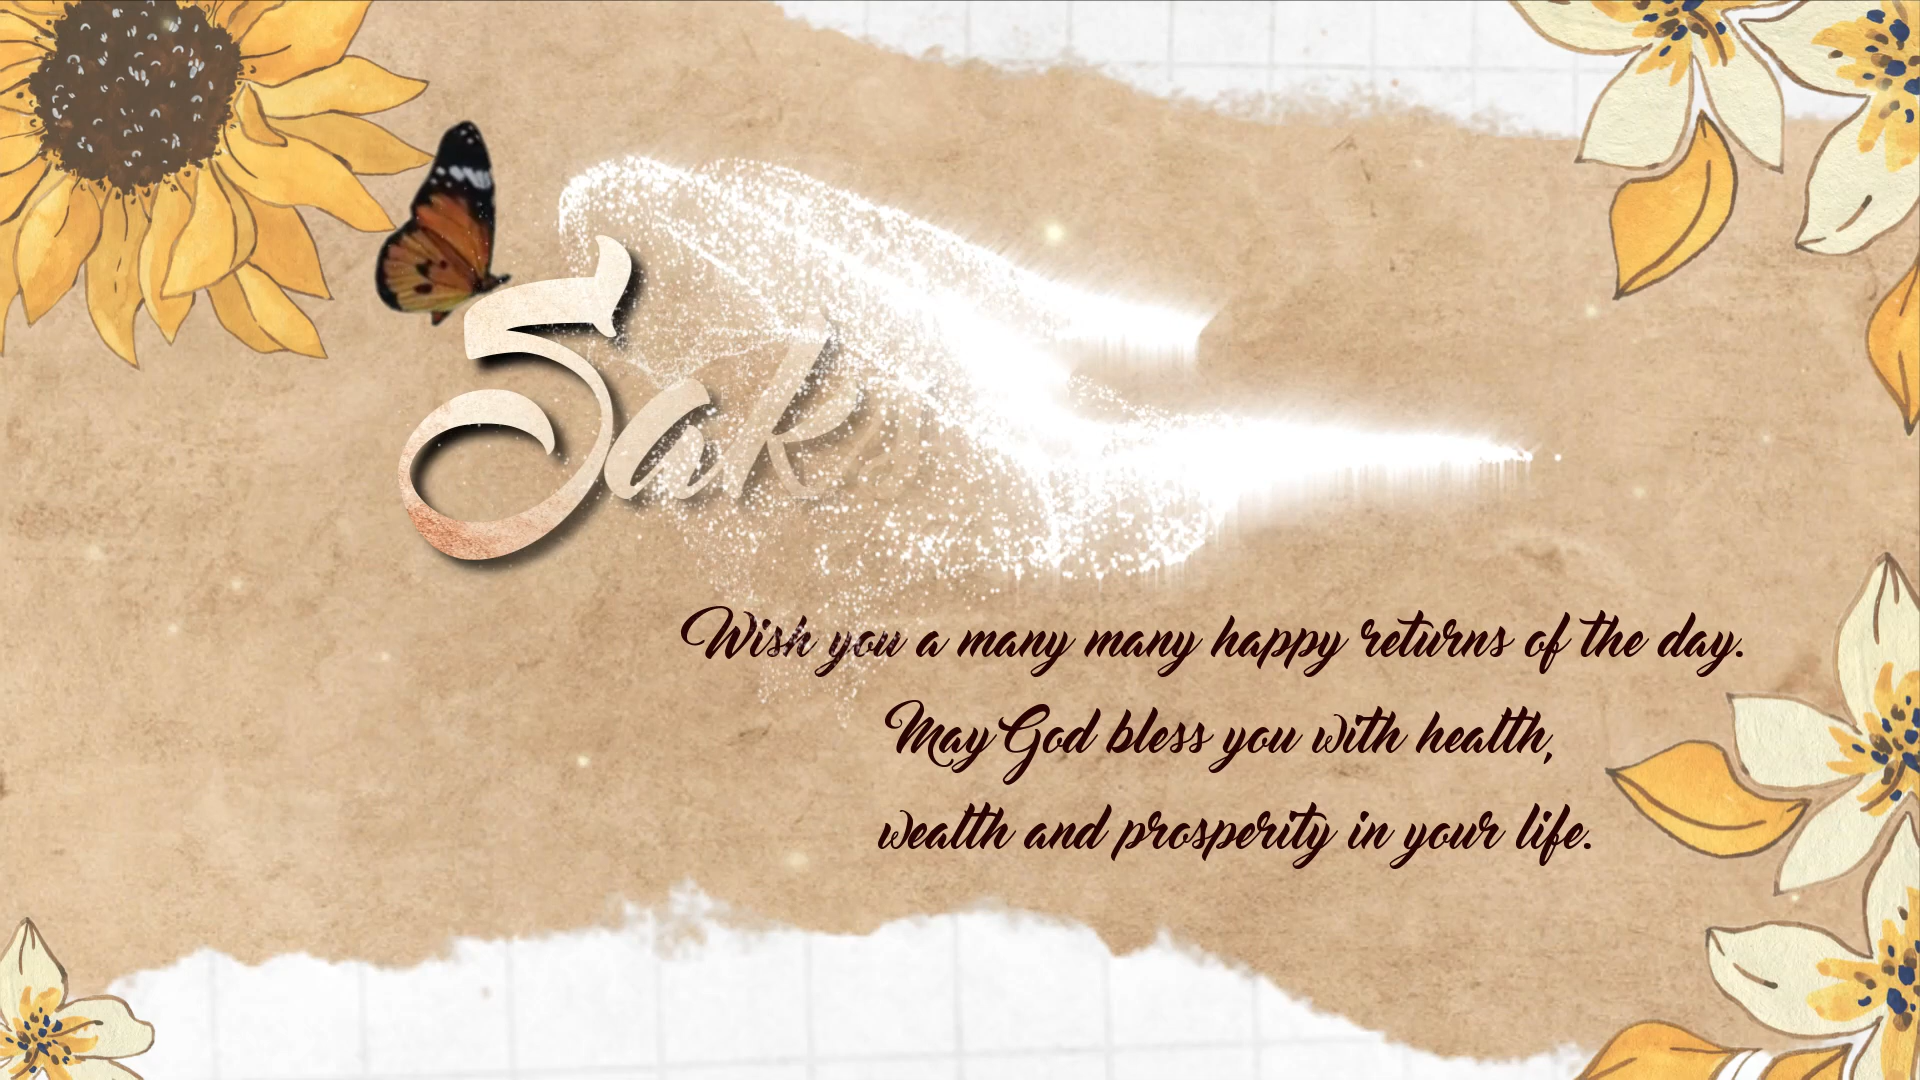 Sak
Wish you a many many happy returns of the day.
May God bless you with health,
wealth and prosperity in your life.